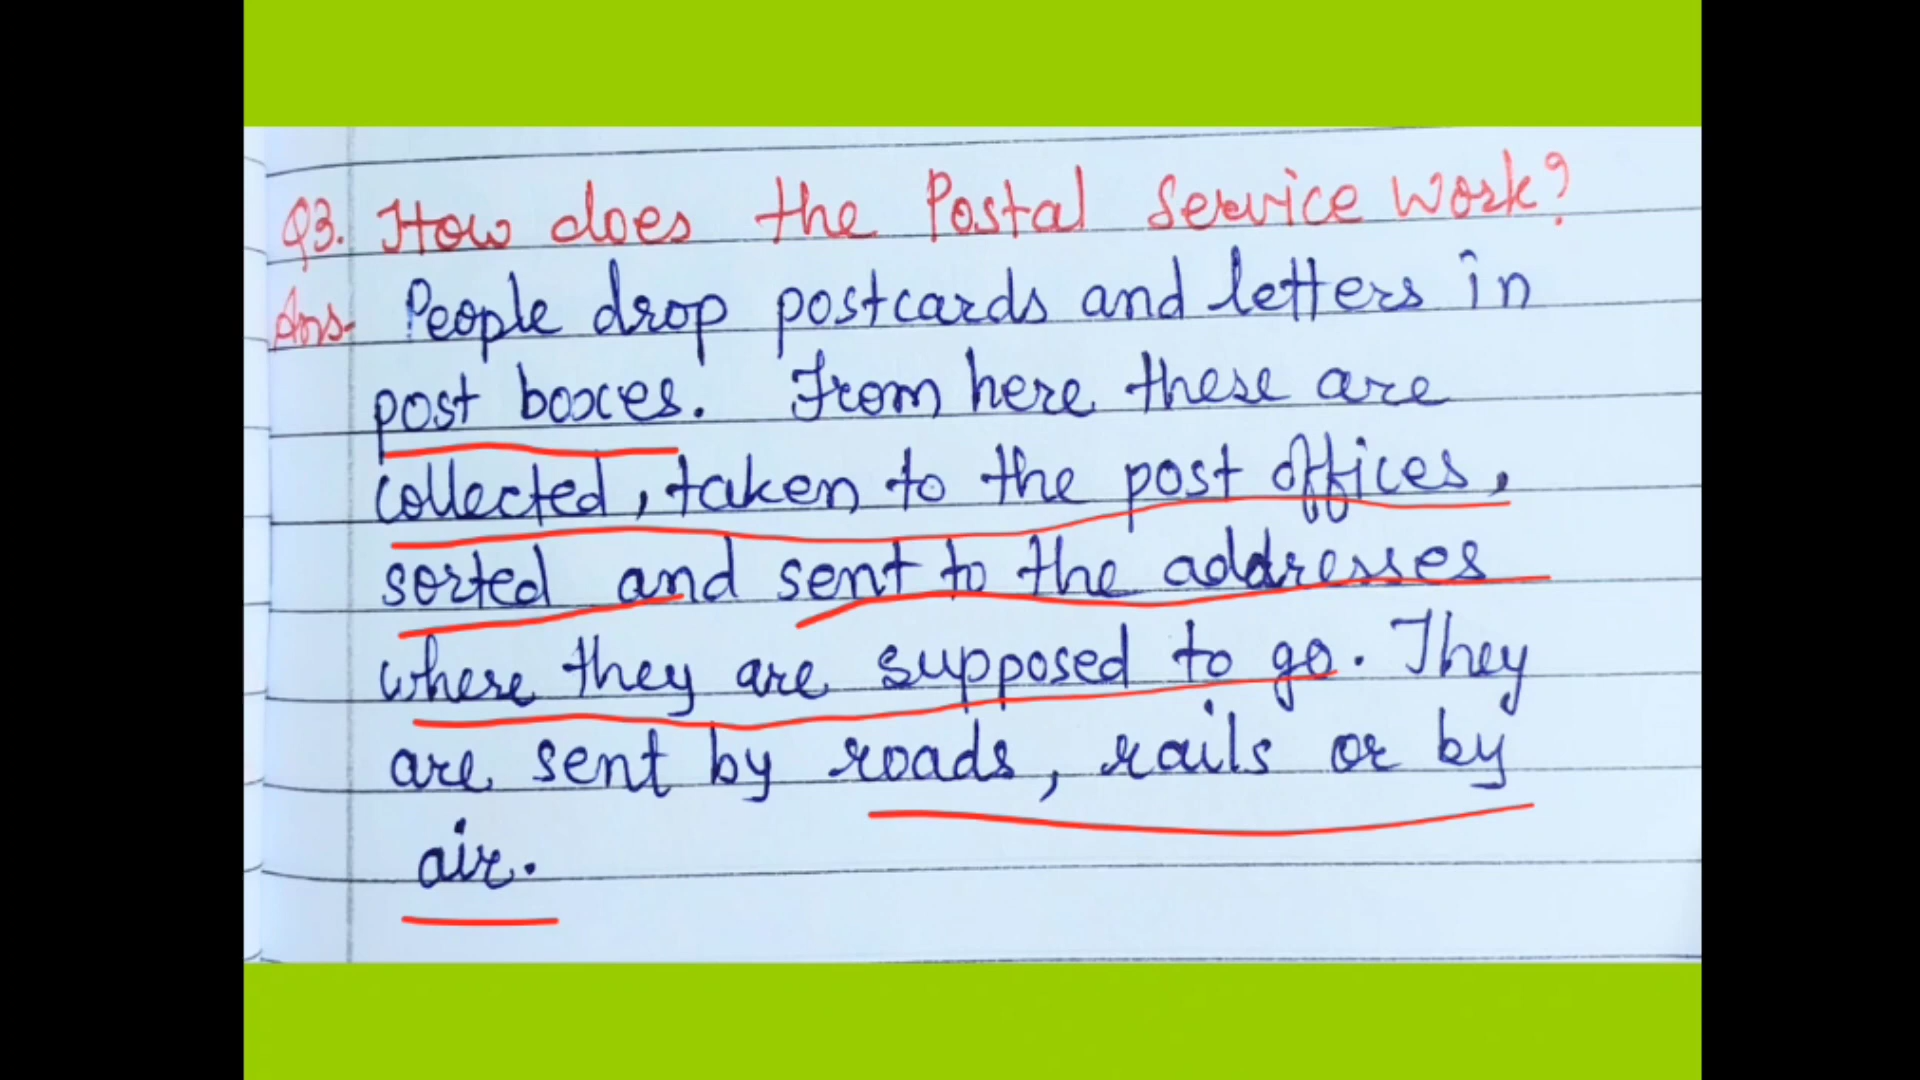 Q3. How does the Postal Service Work?
Ans- People drop postcards and letters in
post boxes. From here these are
collected, taken to the post offices,
sorted and sent to the addresses
where they are supposed to go. They
are sent by roads, rails or by
air.